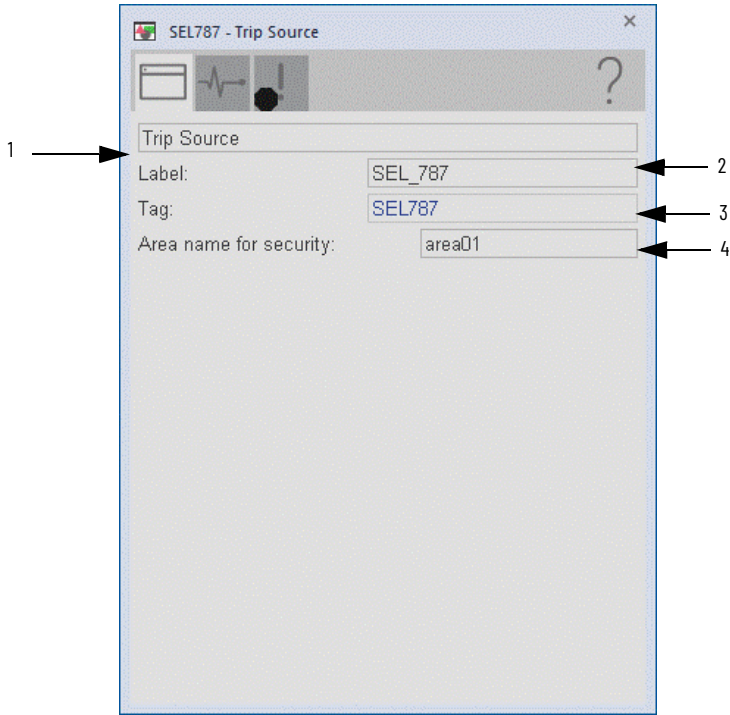 SEL787 - Trip Source
Trip Source
1
Label: SEL_787 2
Tag: SEL787 3
Area name for security: area01 4